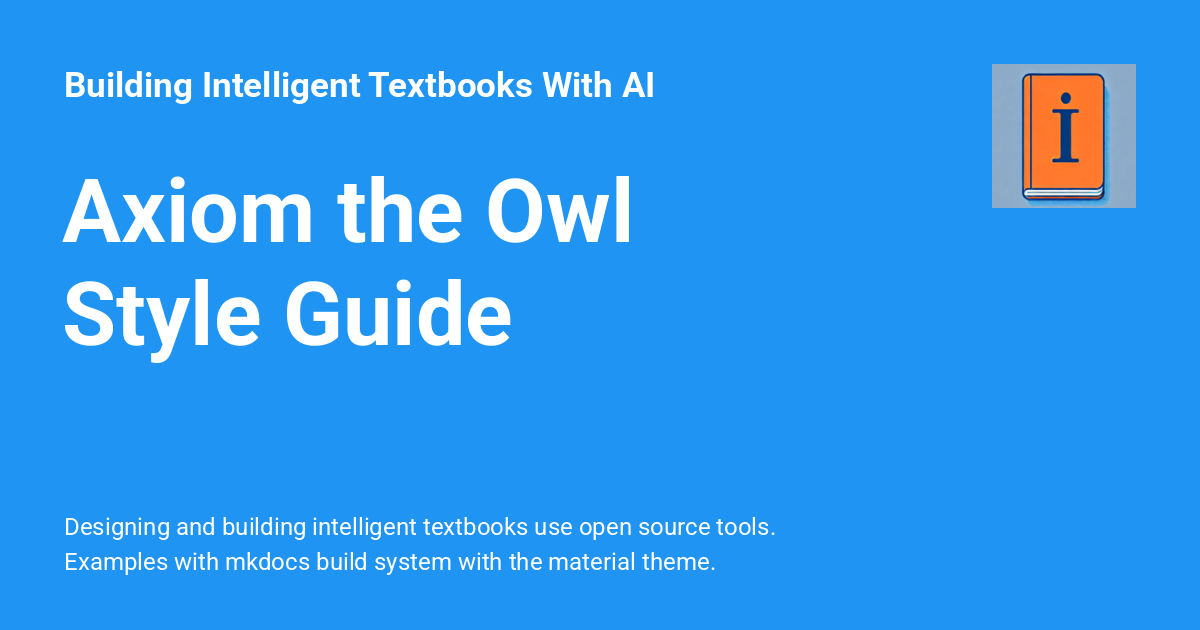 Building Intelligent Textbooks With AI
i
Axiom the Owl
Style Guide
Designing and building intelligent textbooks use open source tools.
Examples with mkdocs build system with the material theme.